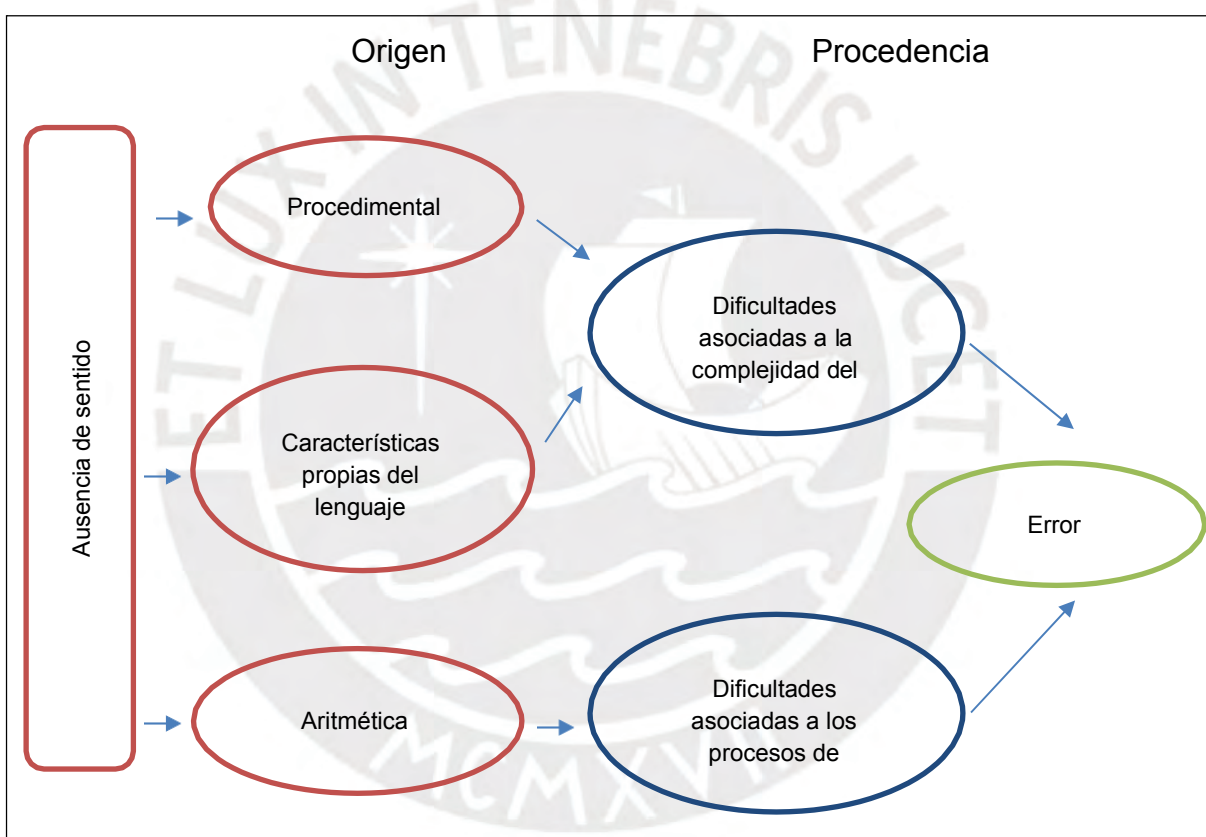 Origen
Procedencia
Ausencia de sentido
Procedimental
Característícas
propias del
lenguaje
Aritmética
Dificultades
asociadas a la
complejidad del
Dificultades
asociadas a los
procesos de
Error
ET LUX IN TENEBRIS LUCET
MCMXVII